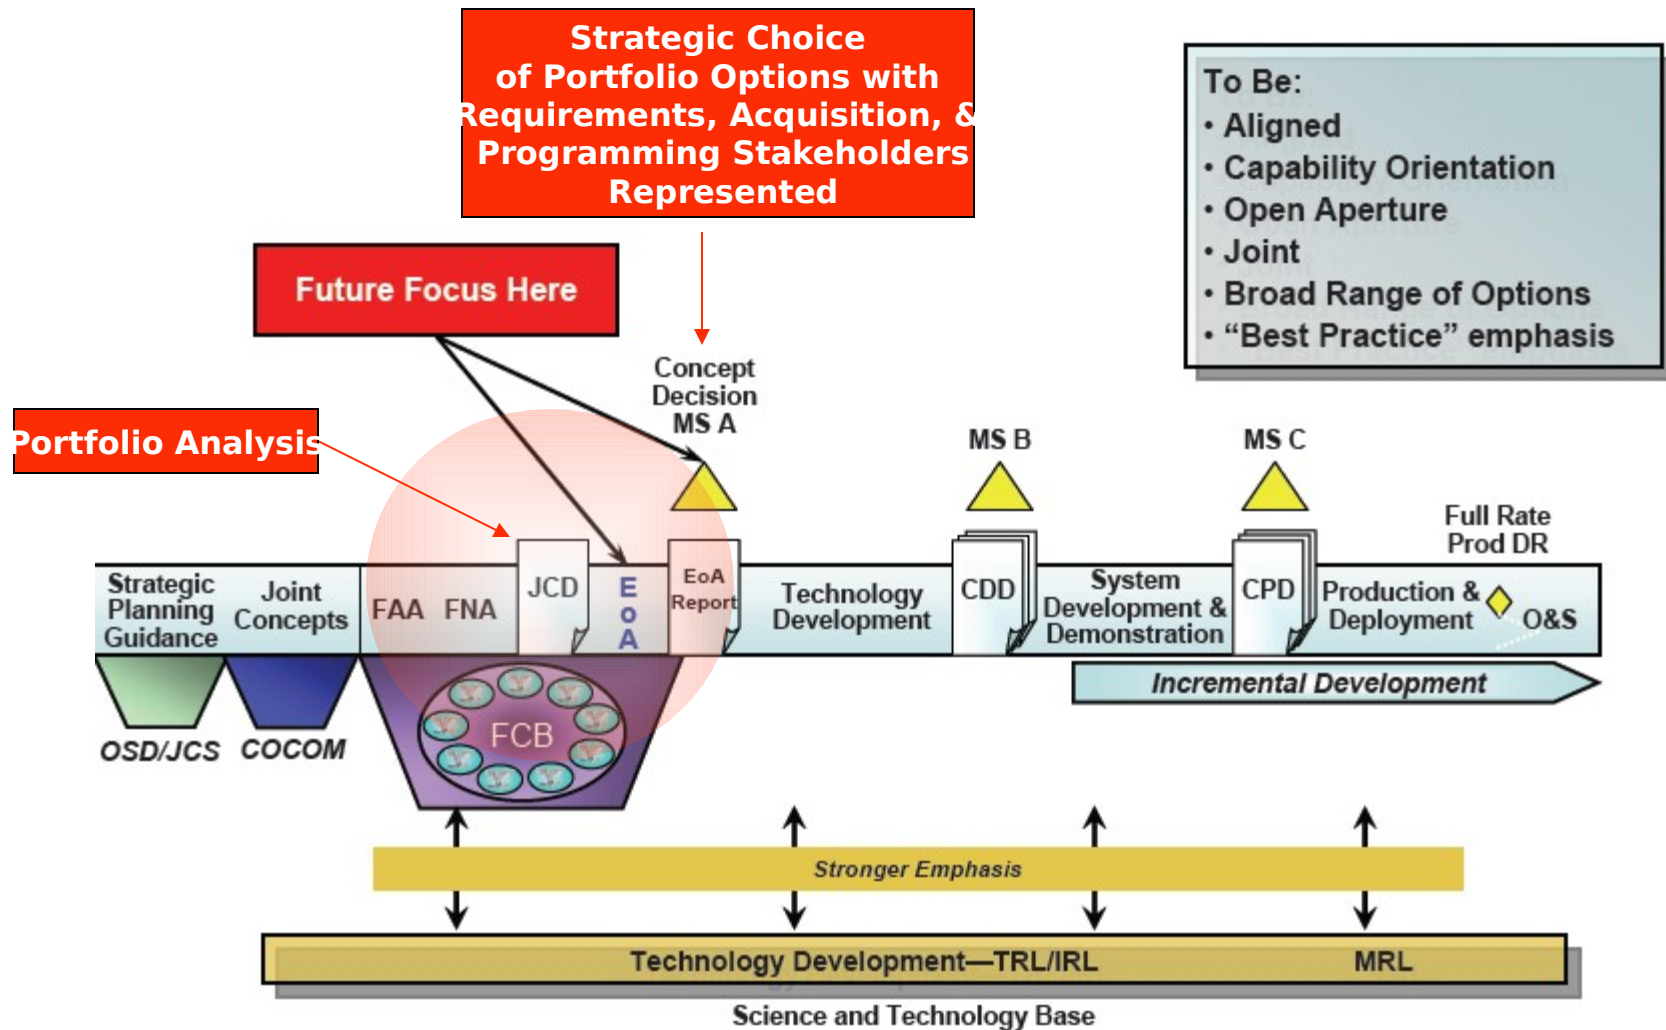 Strategic Choice
of Portfolio Options with
Requirements, Acquisition, &
Programming Stakeholders
Represented
To Be:
• Aligned
• Capability Orientation
• Open Aperture
• Joint
• Broad Range of Options
• “Best Practice” emphasis
Future Focus Here
Portfolio Analysis
Concept
Decision
MS A
MS B
MS C
Full Rate
Prod DR
Strategic
Planning
Guidance
Joint
Concepts
FAA
FNA
JCD
E
o
A
EoA
Report
Technology
Development
CDD
System
Development &
Demonstration
CPD
Production &
Deployment
O&S
Incremental Development
OSD/JCS
COCOM
FCB
Stronger Emphasis
Technology Development—TRL/IRL
MRL
Science and Technology Base